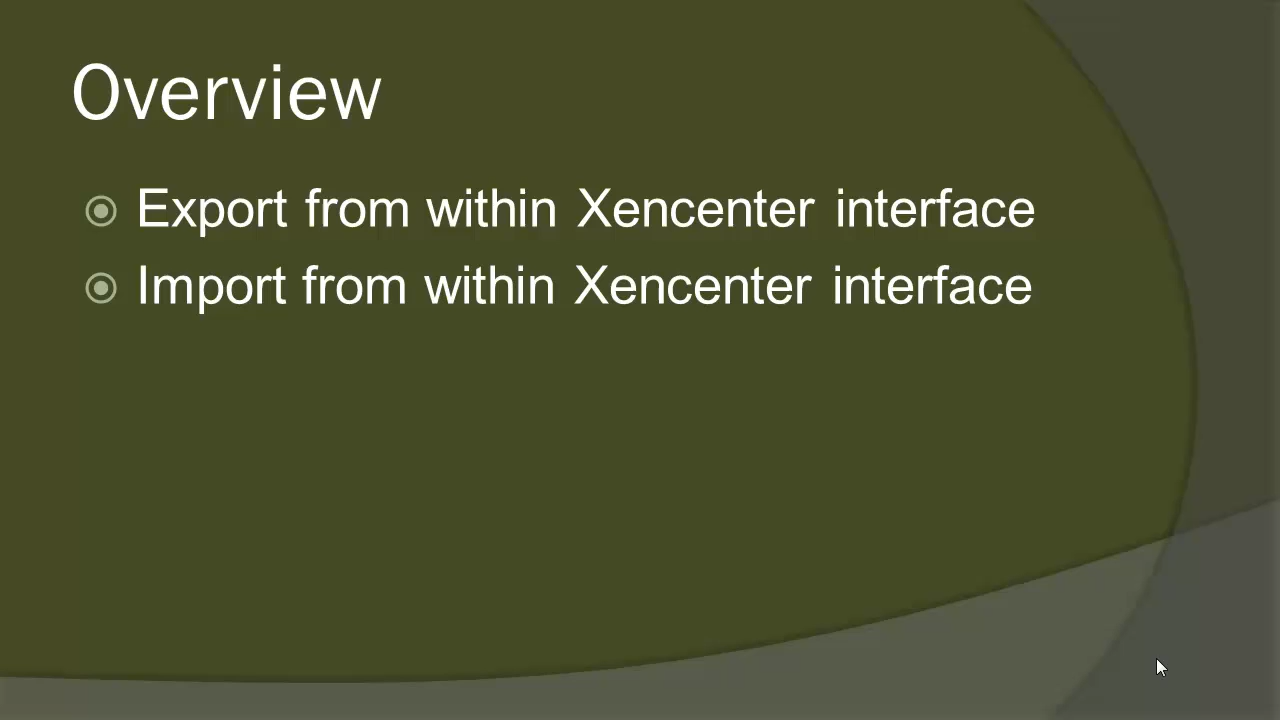 Overview
Export from within Xencenter interface
Import from within Xencenter interface